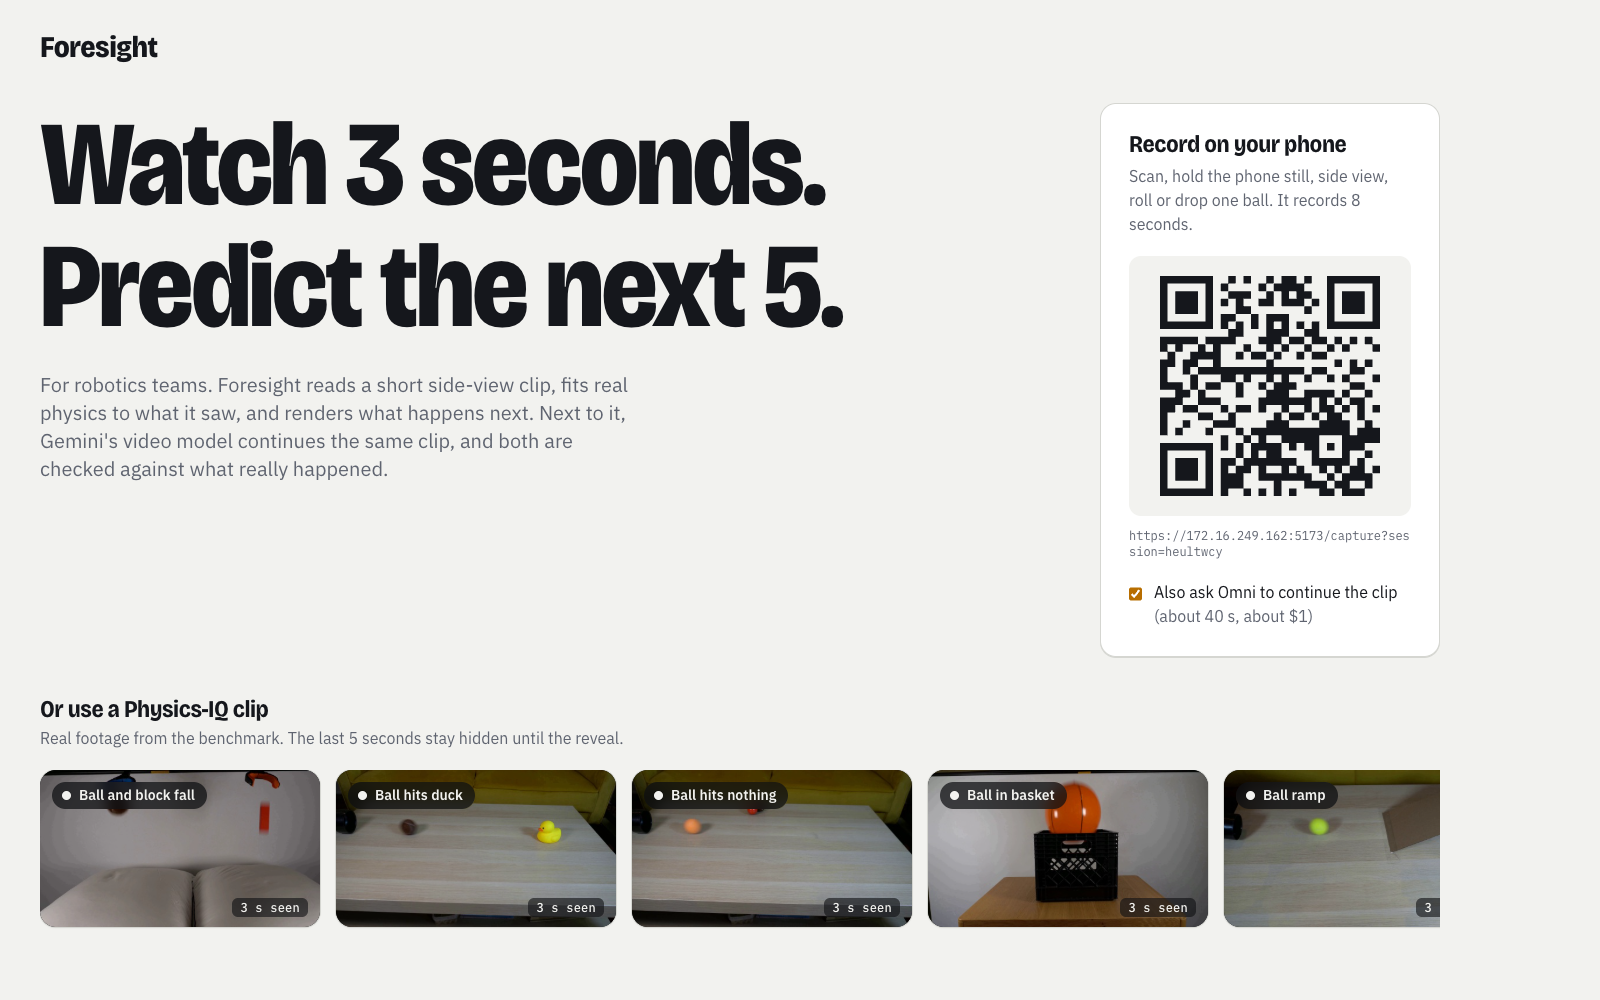 Foresight
Watch 3 seconds.
Predict the next 5.
For robotics teams. Foresight reads a short side-view clip, fits real
physics to what it saw, and renders what happens next. Next to it,
Gemini's video model continues the same clip, and both are
checked against what really happened.
Record on your phone
Scan, hold the phone still, side view,
roll or drop one ball. It records 8
seconds.
https://172.16.249.162:5173/capture?ses
sion=heultwcy
Also ask Omni to continue the clip
(about 40 s, about $1)
Or use a Physics-IQ clip
Real footage from the benchmark. The last 5 seconds stay hidden until the reveal.
Ball and block fall
3 s seen
Ball hits duck
3 s seen
Ball hits nothing
3 s seen
Ball in basket
3 s seen
Ball ramp
3